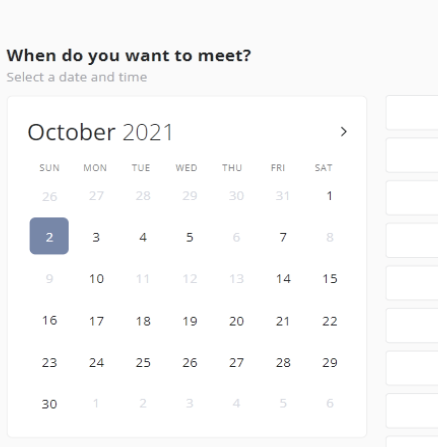 When do you want to meet?
Select a date and time
October 2021 >
SUN MON TUE WED THU FRI SAT
26 27 28 29 30 31 1
2 3 4 5 6 7 8
9 10 11 12 13 14 15
16 17 18 19 20 21 22
23 24 25 26 27 28 29
30 1 2 3 4 5 6